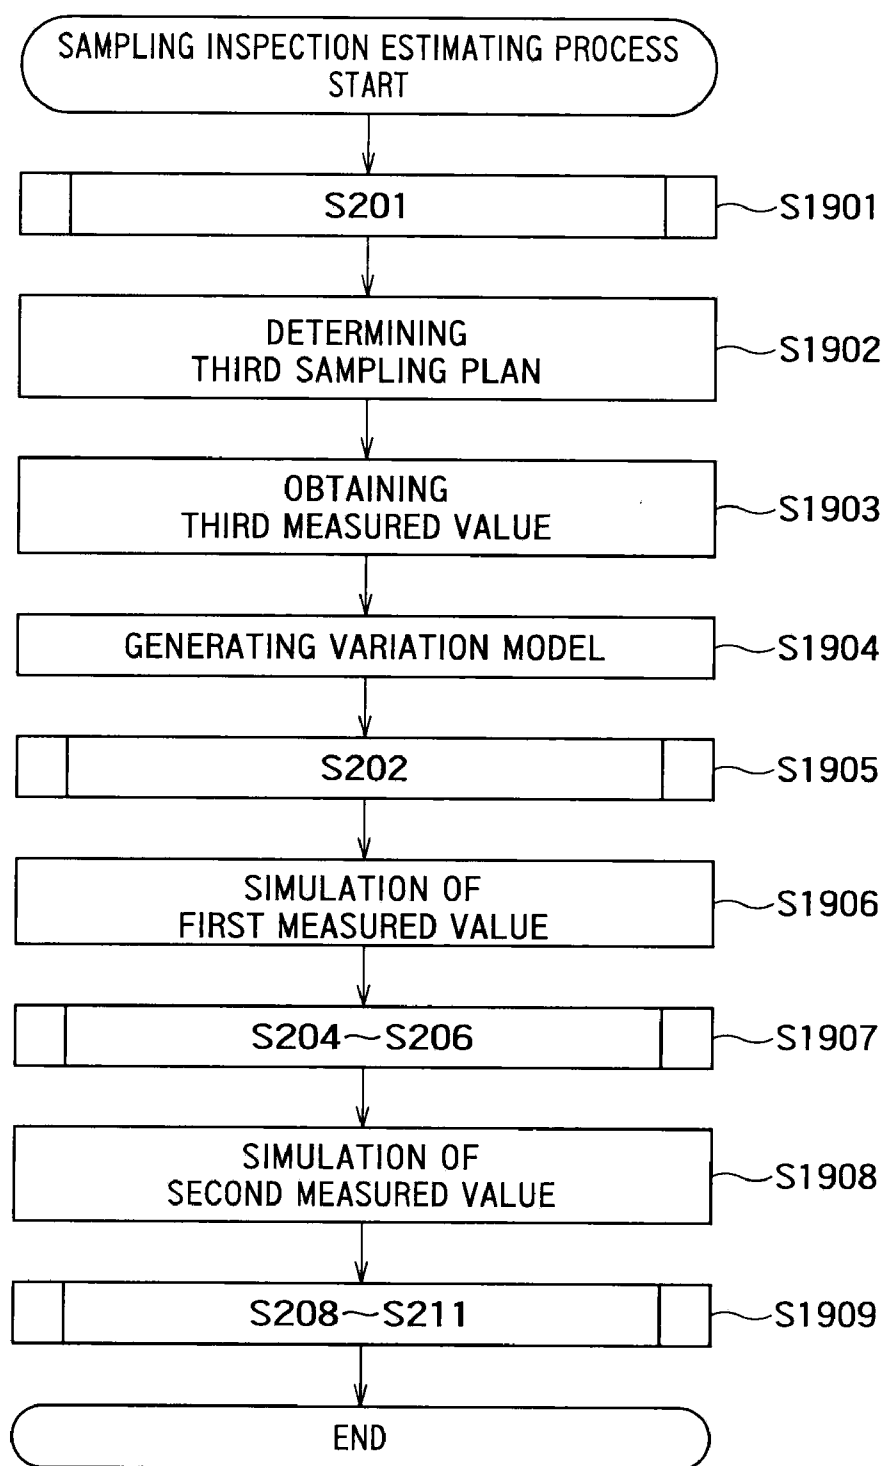 SAMPLING INSPECTION ESTIMATING PROCESS
START
S201
S1901
DETERMINING
THIRD SAMPLING PLAN
S1902
OBTAINING
THIRD MEASURED VALUE
S1903
GENERATING VARIATION MODEL
S1904
S202
S1905
SIMULATION OF
FIRST MEASURED VALUE
S1906
S204~S206
S1907
SIMULATION OF
SECOND MEASURED VALUE
S1908
S208~S211
S1909
END